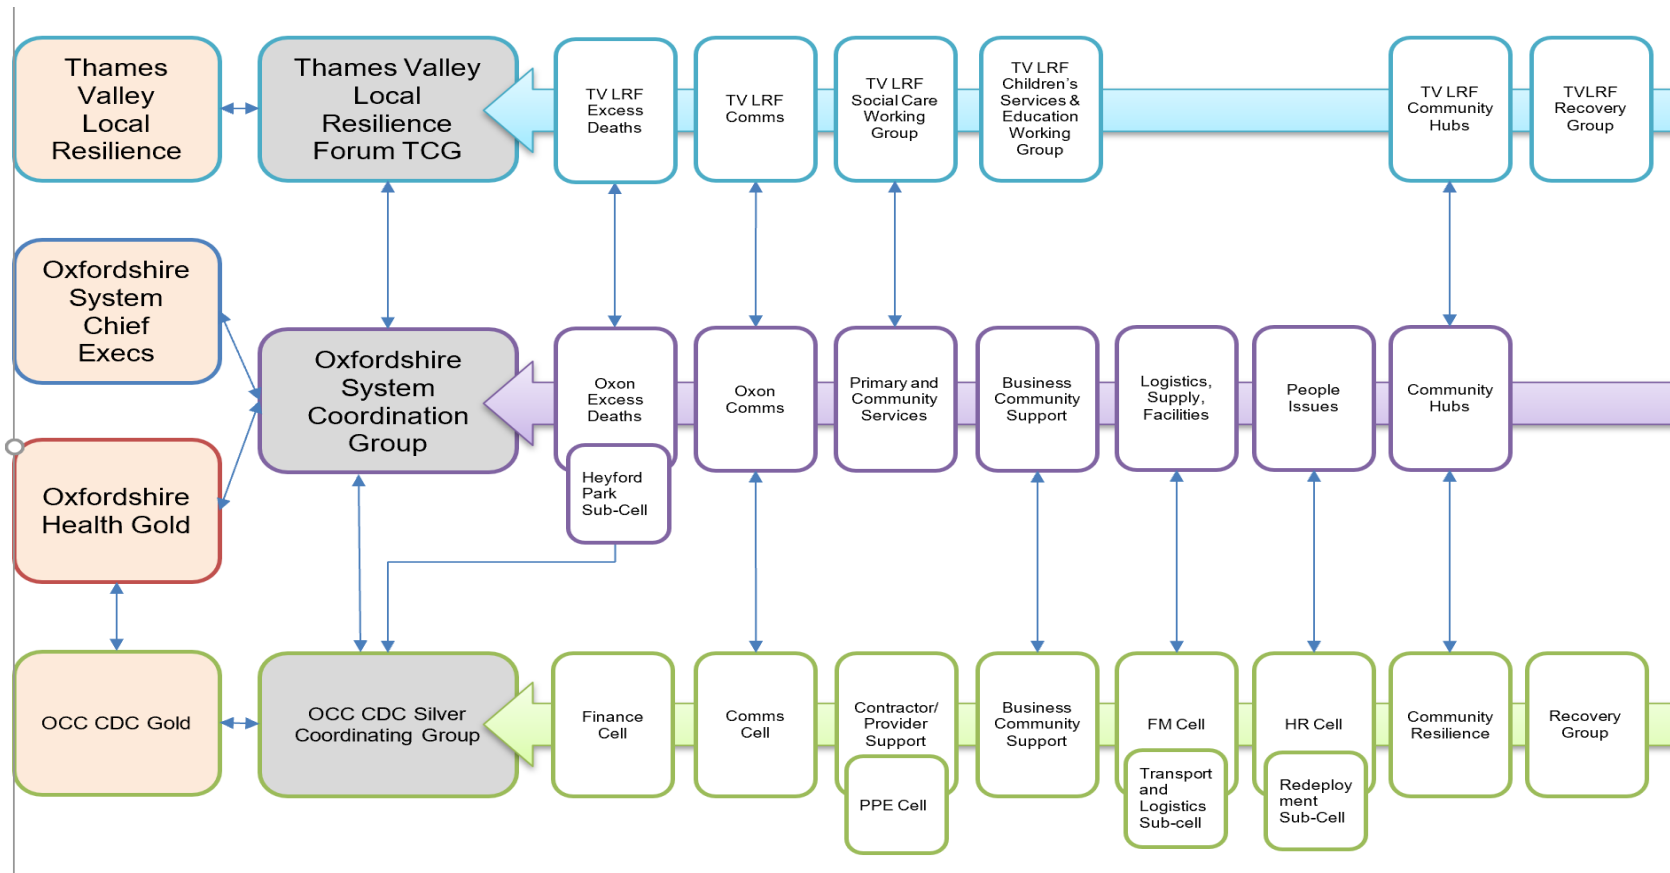 Thames
Valley
Local
Resilience
Thames Valley
Local
Resilience
Forum TCG
TV LRF
Excess
Deaths
TV LRF
Comms
TV LRF
Social Care
Working
Group
TV LRF
Children's
Services &
Education
Working
Group
TV LRF
Community
Hubs
TVLRF
Recovery
Group
Oxfordshire
System
Chief
Execs
Oxfordshire
System
Coordination
Group
Oxon
Excess
Deaths
Heyford
Park
Sub-Cell
Oxon
Comms
Primary and
Community
Services
Business
Community
Support
Logistics,
Supply,
Facilities
People
Issues
Community
Hubs
Oxfordshire
Health Gold
OCC CDC Gold
OCC CDC Silver
Coordinating Group
Finance
Cell
Comms
Cell
Contractor/
Provider
Support
PPE Cell
Business
Community
Support
FM Cell
Transport
and
Logistics
Sub-cell
HR Cell
Redeploy
ment
Sub-Cell
Community
Resilience
Recovery
Group